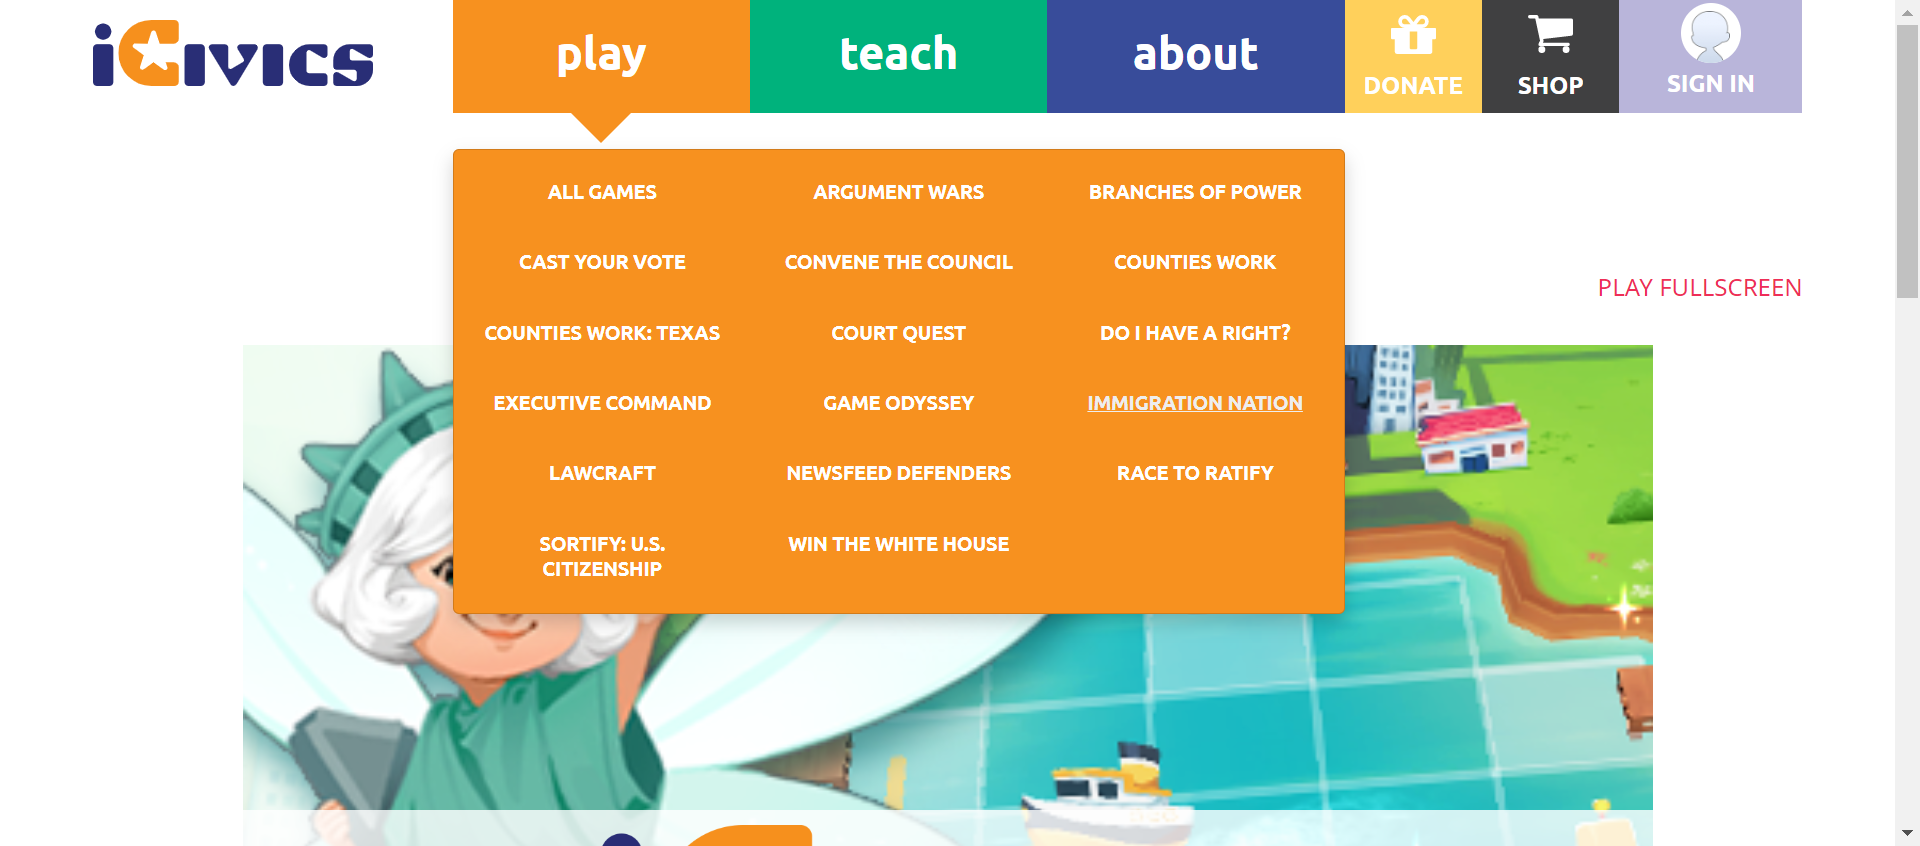 iCivics
play
teach
about
DONATE
SHOP
SIGN IN
ALL GAMES
ARGUMENT WARS
BRANCHES OF POWER
CAST YOUR VOTE
CONVENE THE COUNCIL
COUNTIES WORK
PLAY FULLSCREEN
COUNTIES WORK: TEXAS
COURT QUEST
DO I HAVE A RIGHT?
EXECUTIVE COMMAND
GAME ODYSSEY
IMMIGRATION NATION
LAWCRAFT
NEWSFEED DEFENDERS
RACE TO RATIFY
SORTIFY: U.S.
CITIZENSHIP
WIN THE WHITE HOUSE